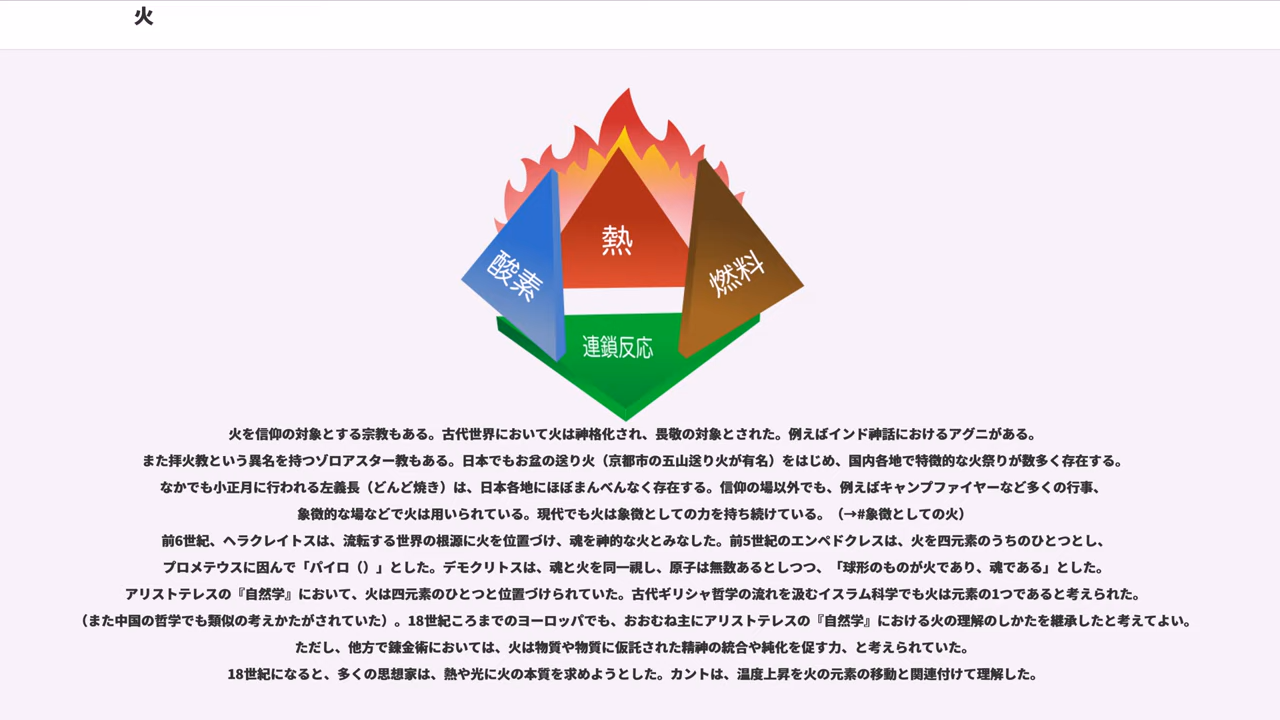 火
熱
酸素
燃料
連鎖反応
火を信仰の対象とする宗教もある。古代世界において火は神格化され、畏敬の対象とされた。例えばインド神話におけるアグニがある。
また拝火教という異名を持つゾロアスター教もある。日本でもお盆の送り火（京都市の五山送り火が有名）をはじめ、国内各地で特徴的な火祭りが数多く存在する。
なかでも小正月に行われる左義長（どんど焼き）は、日本各地にほぼまんべんなく存在する。信仰の場以外でも、例えばキャンプファイヤーなど多くの行事、
象徴的な場などで火は用いられている。現代でも火は象徴としての力を持ち続けている。（→#象徴としての火）
前6世紀、ヘラクレイトスは、流転する世界の根源に火を位置づけ、魂を神的な火とみなした。前5世紀のエンペドクレスは、火を四元素のうちのひとつとし、
プロメテウスに因んで「パイロ（）」とした。デモクリトスは、魂と火を同一視し、原子は無数あるとしつつ、「球形のものが火であり、魂である」とした。
アリストテレスの『自然学』において、火は四元素のひとつと位置づけられていた。古代ギリシャ哲学の流れを汲むイスラム科学でも火は元素の1つであると考えられた。
（また中国の哲学でも類似の考えかたがされていた）。18世紀ころまでのヨーロッパでも、おおむね主にアリストテレスの『自然学』における火の理解のしかたを継承したと考えてよい。
ただし、他方で錬金術においては、火は物質や物質に仮託された精神の統合や純化を促す力、と考えられていた。
18世紀になると、多くの思想家は、熱や光に火の本質を求めようとした。カントは、温度上昇を火の元素の移動と関連付けて理解した。